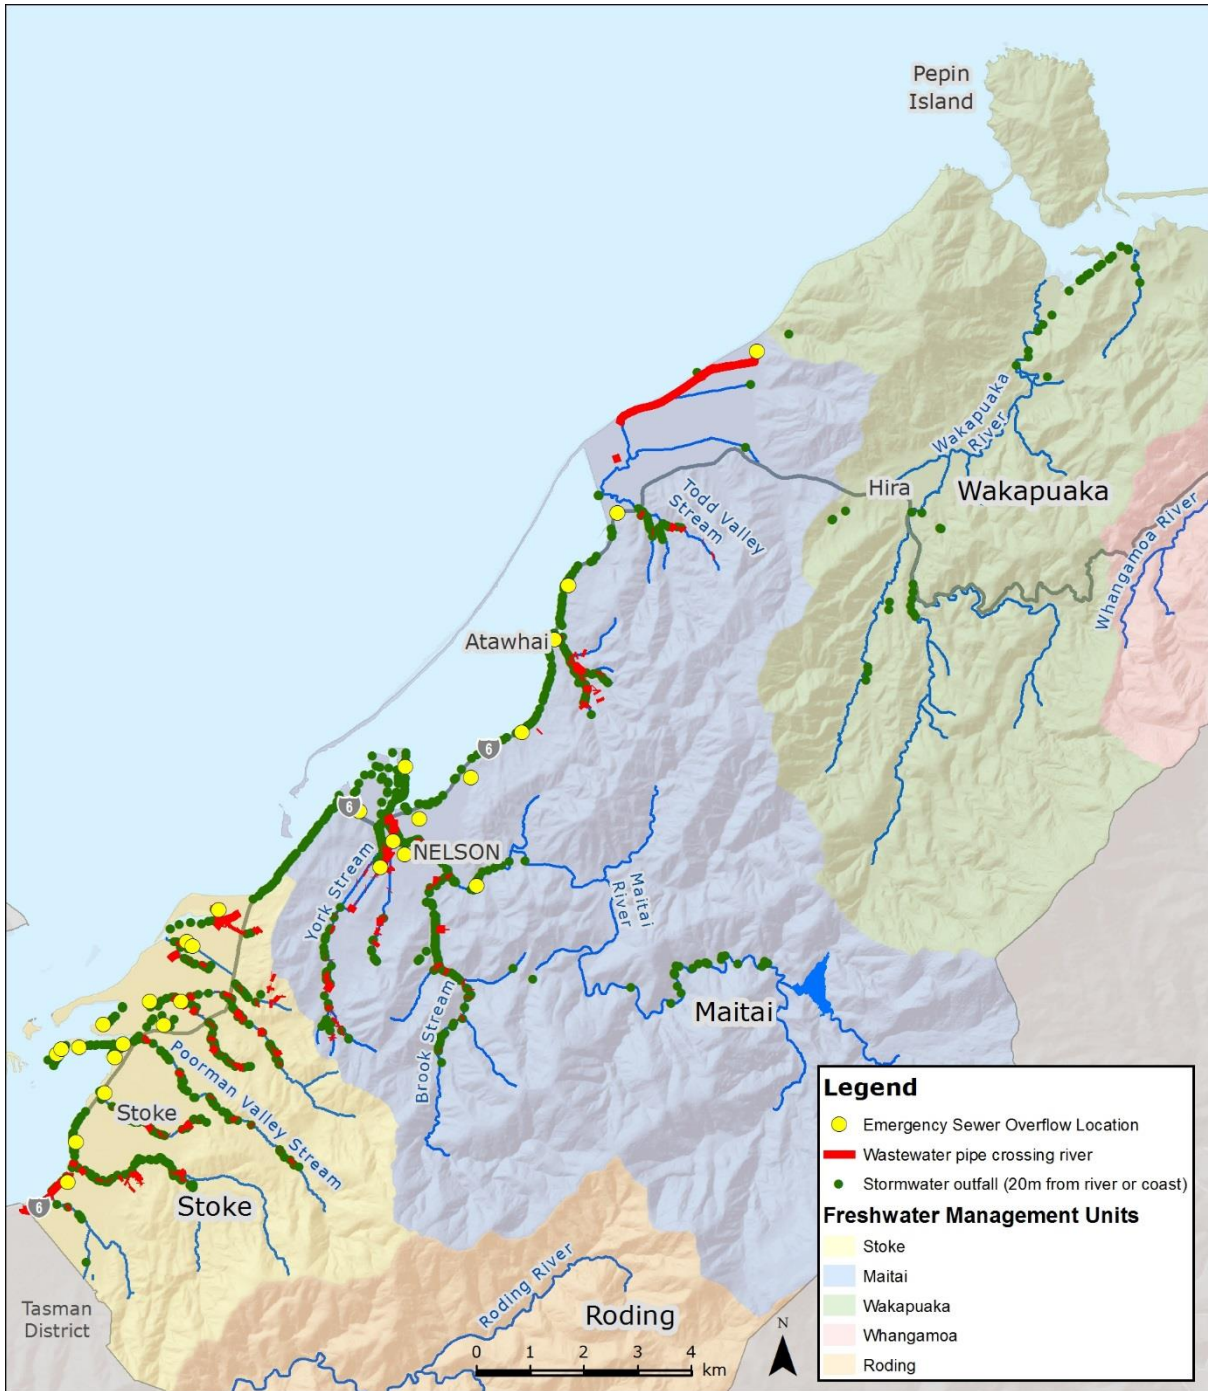 Pepin
Island
Wakapuaka
River
Hira
Wakapuaka
Whangamoa River
Todd Valley
Stream
Atawhai
6
6
NELSON
York Stream
Maitai
River
Brook Stream
Maitai
Poorman Valley Stream
Stoke
Stoke
6
Tasman
District
Roding River
Roding
0 1 2 3 4
km
N
Legend
Emergency Sewer Overflow Location
Wastewater pipe crossing river
Stormwater outfall (20m from river or coast)
Freshwater Management Units
Stoke
Maitai
Wakapuaka
Whangamoa
Roding